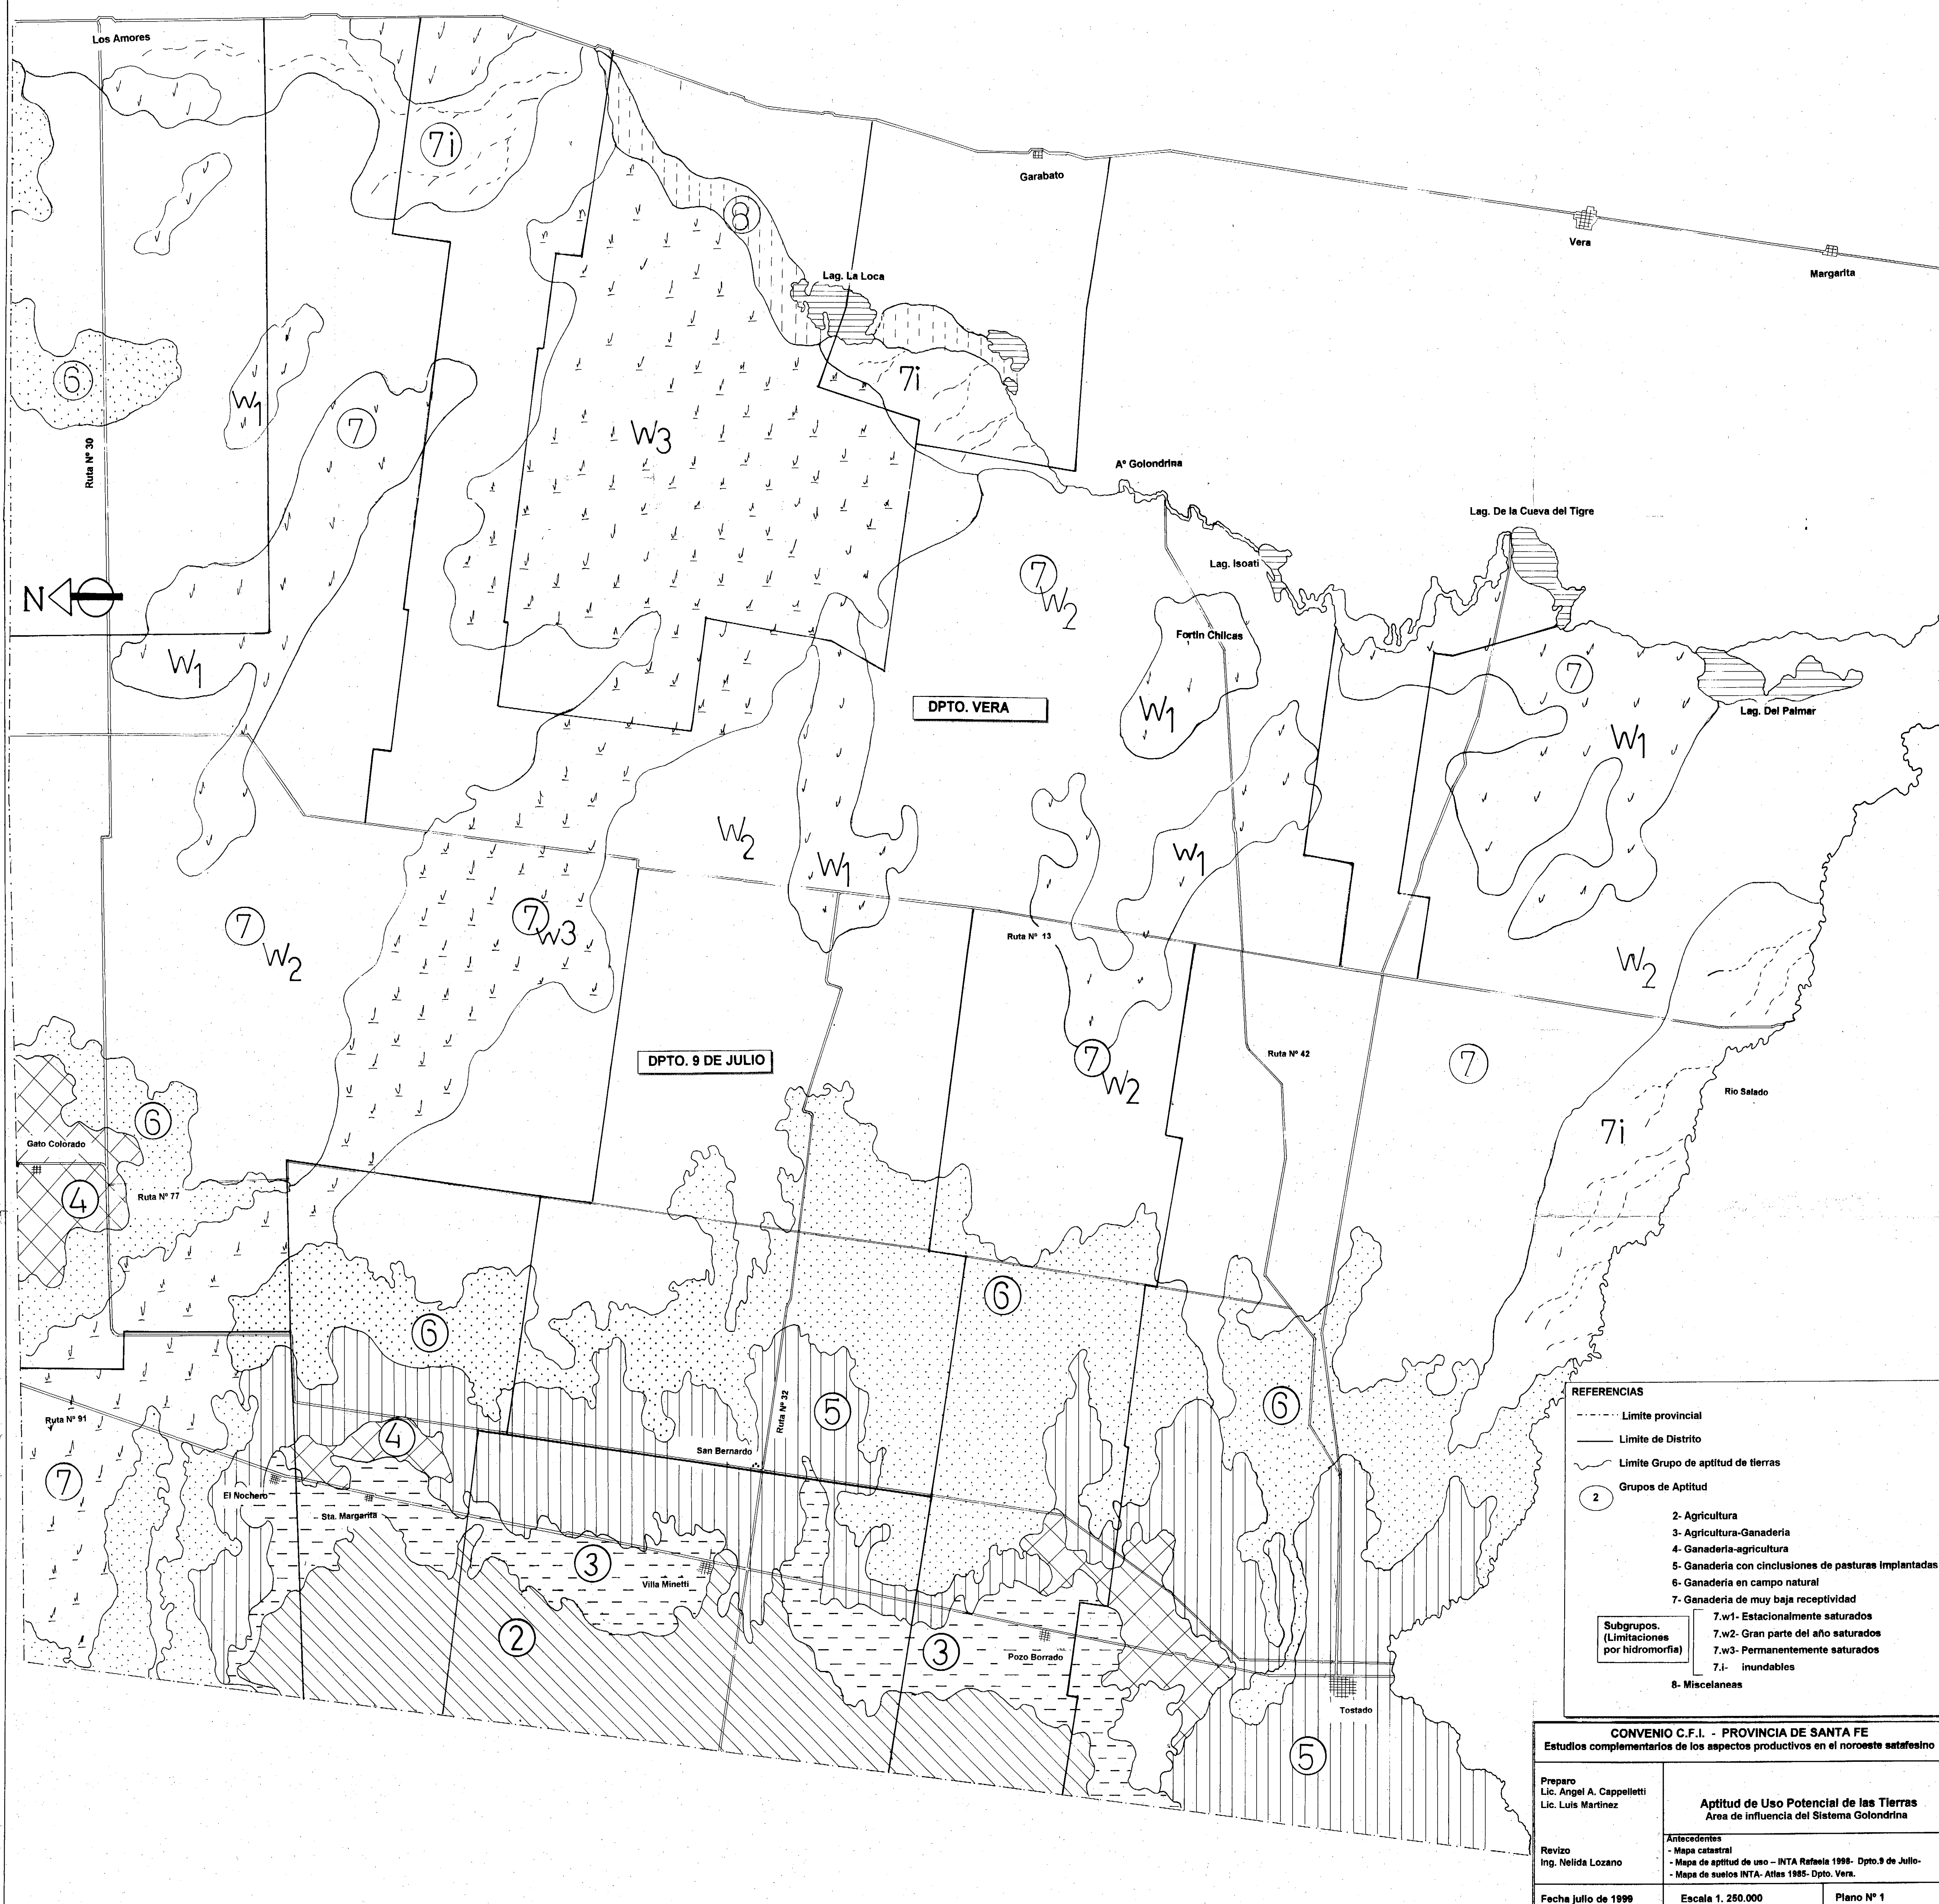 Los Amores
7i
8
Garabato
Vera
Margarita
Lag. La Loca
6
W1
7
7i
W3
Ruta Nº 30
Aº Golondrina
Lag. De la Cueva del Tigre
Lag. Isoati
7
W2
N
Fortin Chilcas
W1
7
W1
DPTO. VERA
W1
Lag. Del Palmar
W2
W1
W1
7
W2
7
W3
Ruta Nº 13
W2
DPTO. 9 DE JULIO
7
W2
Ruta Nº 42
7
Rio Salado
7i
6
Gato Colorado
4
Ruta Nº 77
6
6
6
5
Ruta Nº 32
Ruta Nº 91
4
San Bernardo
7
El Nochero
Sta. Margarita
3
Villa Minetti
2
3
Pozo Borrado
Tostado
5
REFERENCIAS
Limite provincial
Limite de Distrito
Limite Grupo de aptitud de tierras
2 Grupos de Aptitud
2- Agricultura
3- Agricultura-Ganaderia
4- Ganaderia-agricultura
5- Ganaderia con cinclusiones de pasturas implantadas
6- Ganaderia en campo natural
7- Ganaderia de muy baja receptividad
Subgrupos.
(Limitaciones
por hidromorfia)
7.w1- Estacionalmente saturados
7.w2- Gran parte del año saturados
7.w3- Permanentemente saturados
7.i- inundables
8- Miscelaneas
CONVENIO C.F.I. - PROVINCIA DE SANTA FE
Estudios complementarios de los aspectos productivos en el noroeste satafesino
Preparo
Lic. Angel A. Cappelletti
Lic. Luis Martinez
Aptitud de Uso Potencial de las Tierras
Area de influencia del Sistema Golondrina
Revizo
Ing. Nelida Lozano
Antecedentes
- Mapa catastral
- Mapa de aptitud de uso – INTA Rafaela 1998- Dpto.9 de Julio-
- Mapa de suelos INTA- Atlas 1985- Dpto. Vera.
Fecha julio de 1999
Escala 1. 250.000
Plano Nº 1